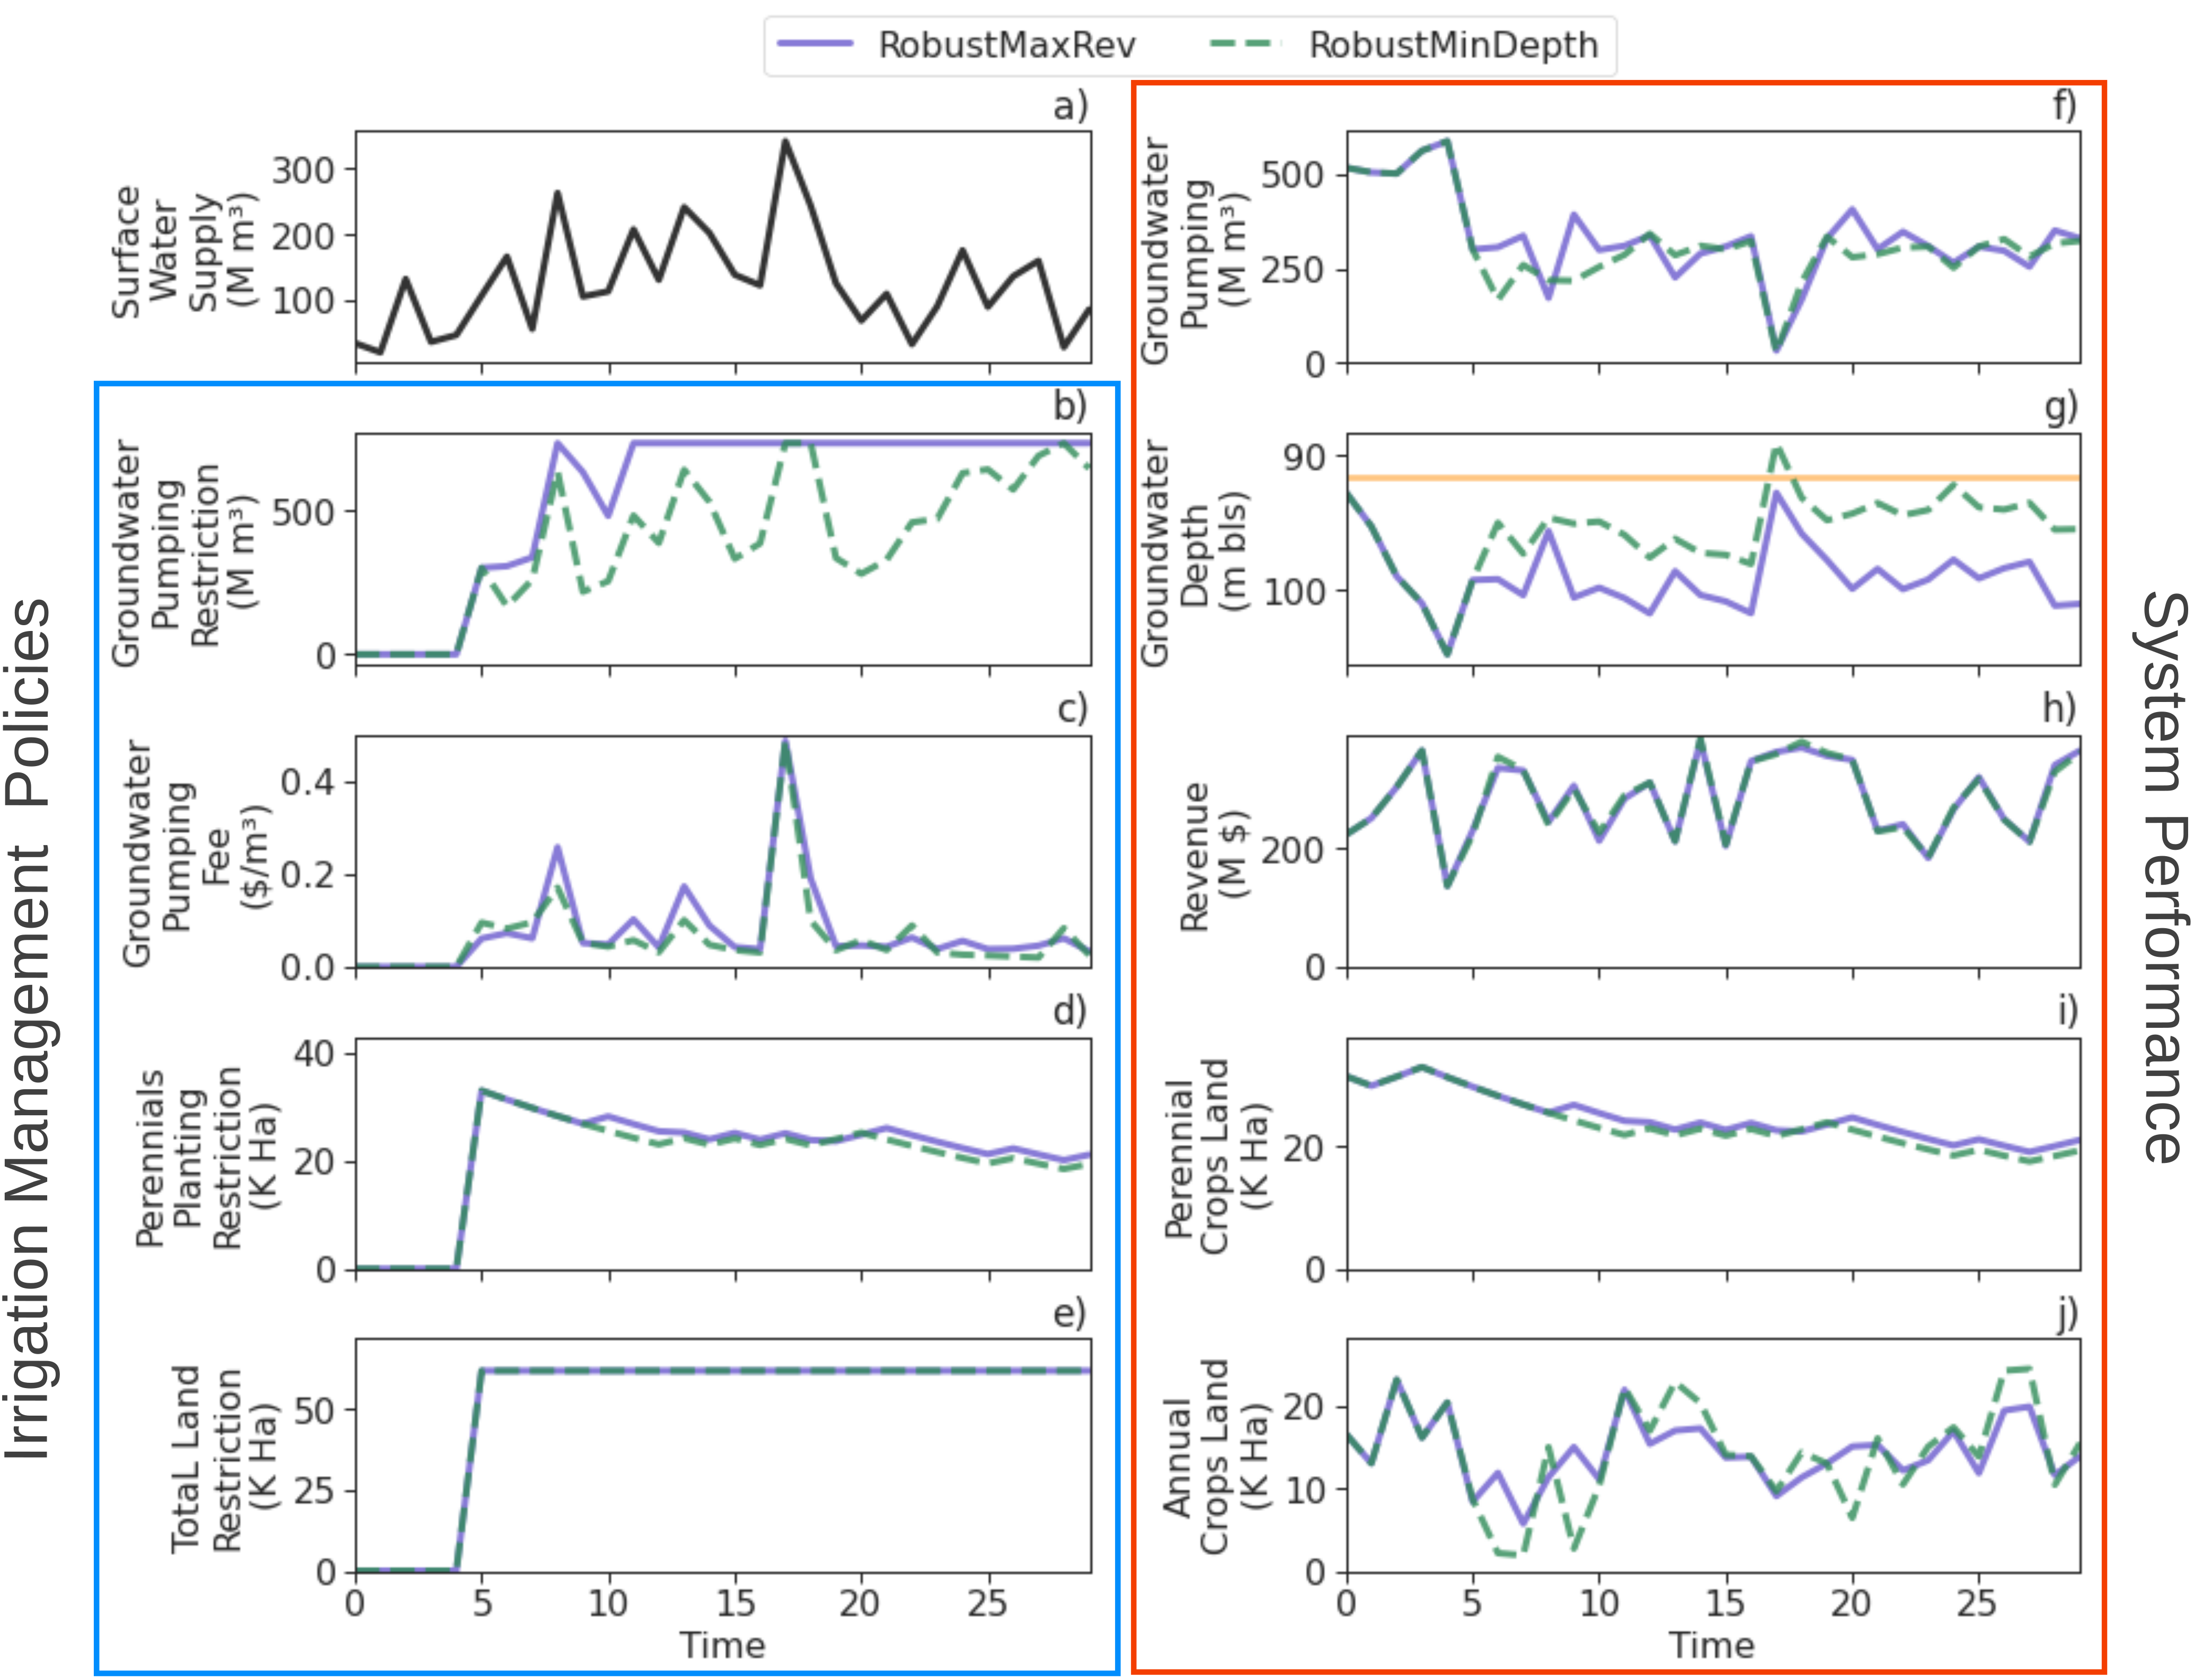 RobustMaxRev
RobustMinDepth
Irrigation Management Policies
a)
Surface
Water
Supply
(M m³)
300
200
100
b)
Groundwater
Pumping
Restriction
(M m³)
500
0
c)
Groundwater
Pumping
Fee
($/m³)
0.4
0.2
0.0
d)
Perennials
Planting
Restriction
(K Ha)
40
20
0
e)
TotaL Land
Restriction
(K Ha)
50
25
0
0 5 10 15 20 25
Time
f)
Groundwater
Pumping
(M m³)
500
250
0
g)
Groundwater
Depth
(m bls)
90
100
h)
Revenue
(M $)
200
0
i)
Perennial
Crops Land
(K Ha)
20
0
j)
Annual
Crops Land
(K Ha)
20
10
0
0 5 10 15 20 25
Time
System Performance